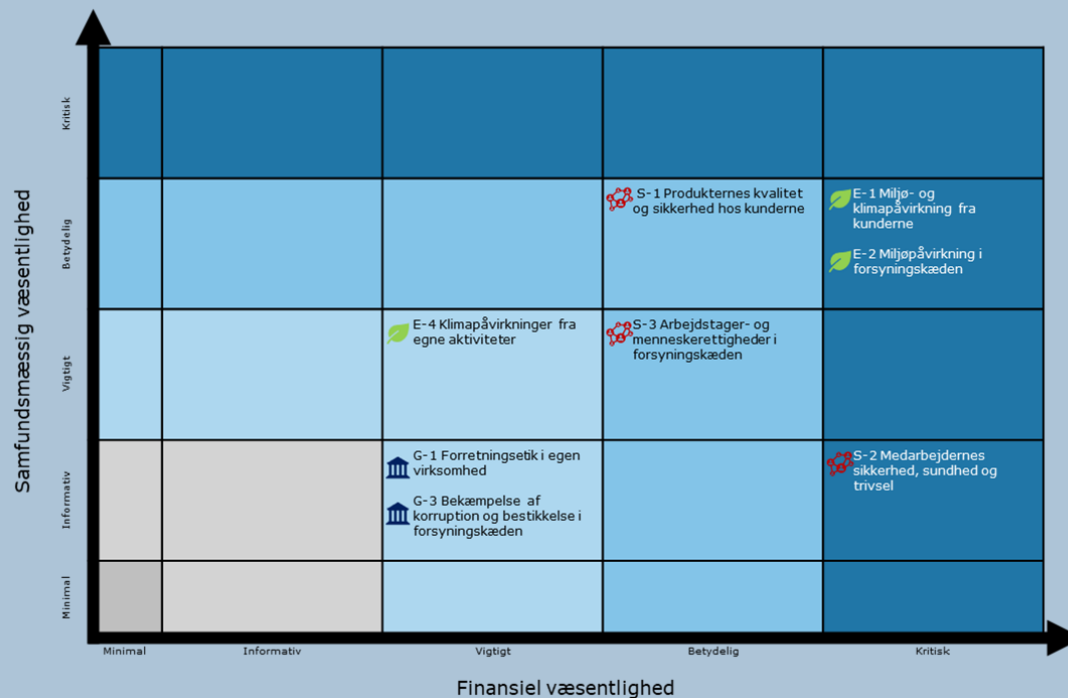 Samfundsmæssig væsentlighed
Kritisk
Betydelig
S-1 Produkternes kvalitet
og sikkerhed hos kunderne
E-1 Miljø- og
klimapåvirkning fra
kunderne
E-2 Miljøpåvirkning i
forsyningskæden
Vigtigt
E-4 Klimapåvirkninger fra
egne aktiviteter
S-3 Arbejdstager- og
menneskerettigheder i
forsyningskæden
Informativ
G-1 Forretningsetik i egen
virksomhed
G-3 Bekæmpelse af
korruption og bestikkelse i
forsyningskæden
S-2 Medarbejdernes
sikkerhed, sundhed og
trivsel
Minimal
Minimal
Informativ
Vigtigt
Betydelig
Kritisk
Finansiel væsentlighed